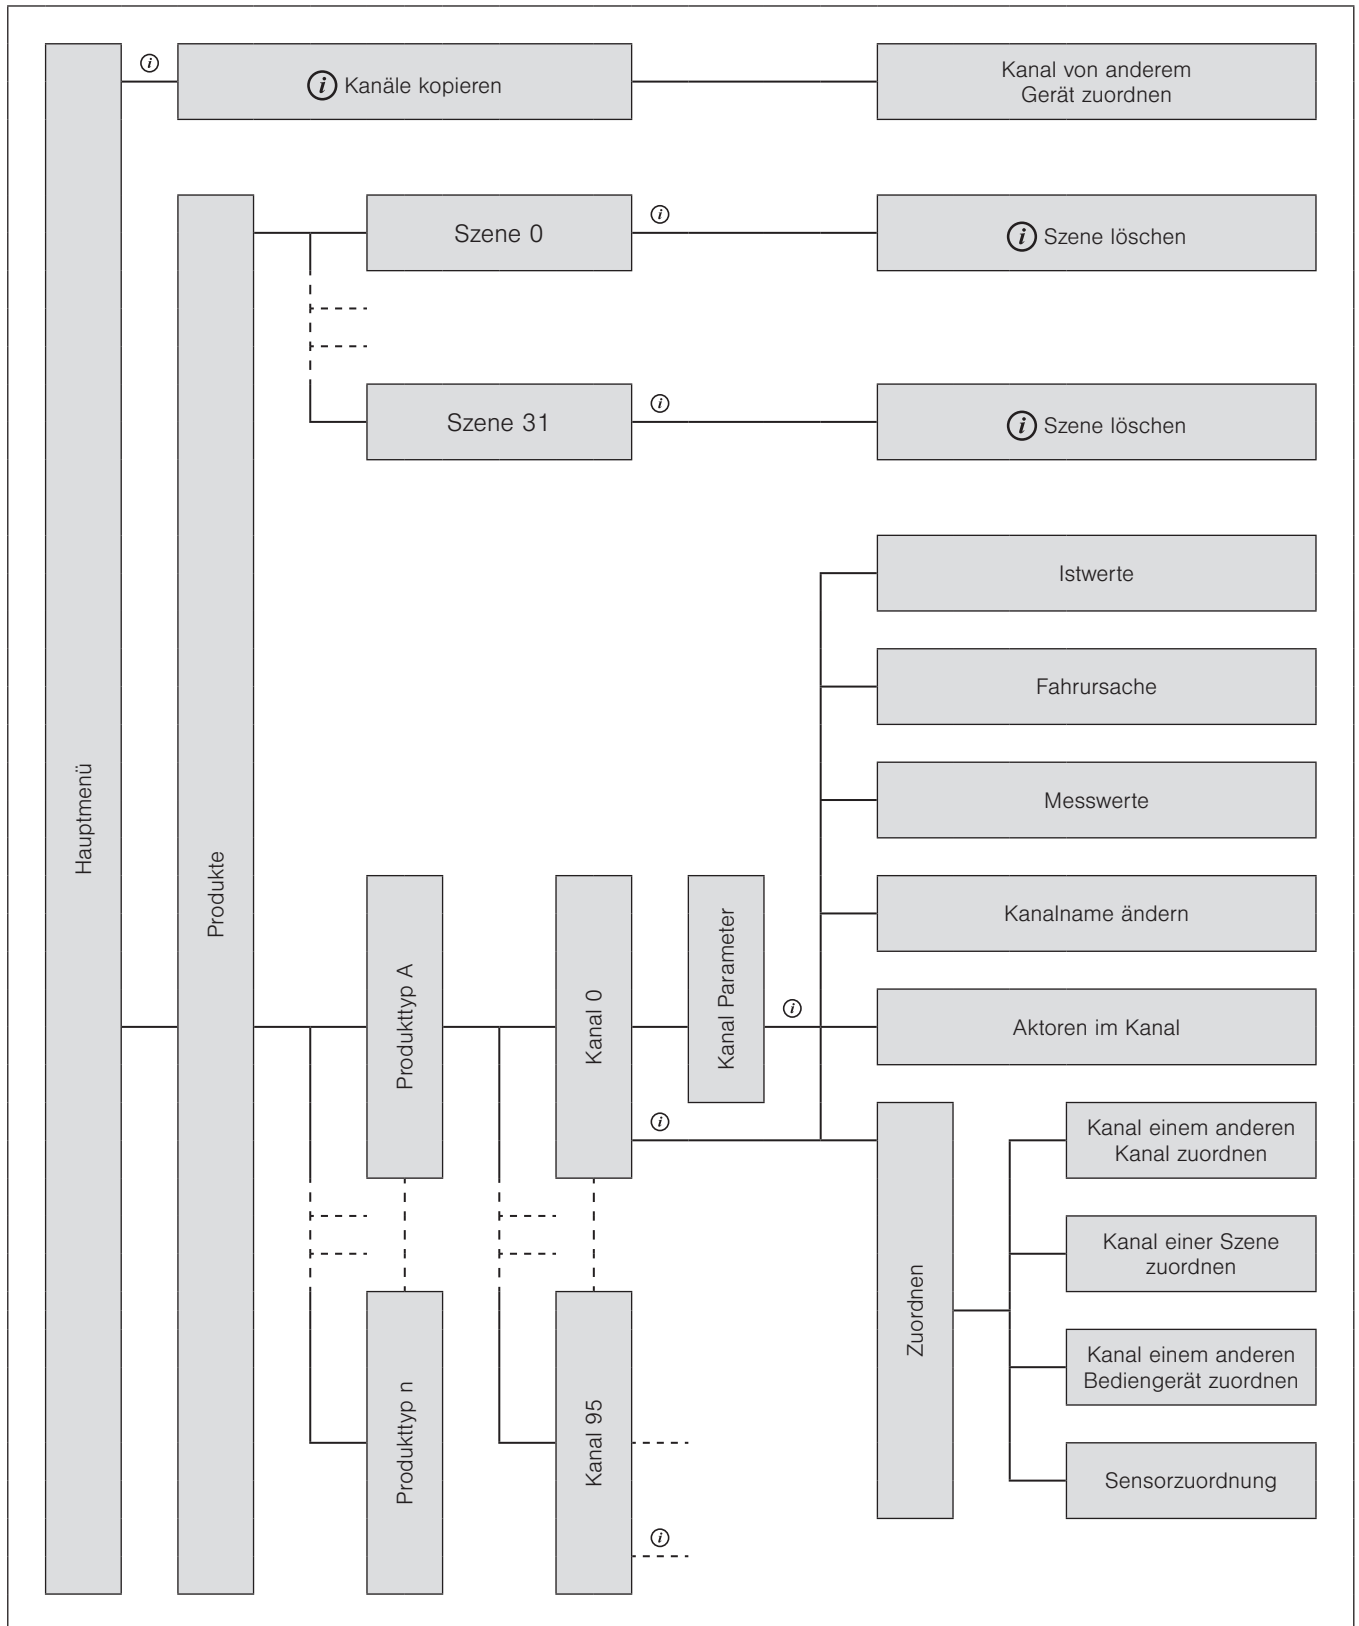 i
i Kanäle kopieren
Kanal von anderem
Gerät zuordnen
Szene 0
i
i Szene löschen
Szene 31
i
i Szene löschen
Hauptmenü
Produkte
Istwerte
Fahrursache
Messwerte
Kanalname ändern
Produkttyp A
Kanal 0
Kanal Parameter
i
Aktoren im Kanal
i
Zuordnen
Kanal einem anderen
Kanal zuordnen
Kanal einer Szene
zuordnen
Kanal einem anderen
Bediengerät zuordnen
Sensorzuordnung
Produkttyp n
Kanal 95
i